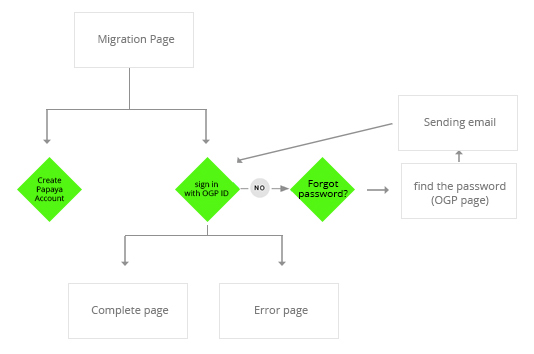 Migration Page
Sending email
Create
Papaya
Account
sign in
with OGP ID
NO
Forgot
password?
find the password
(OGP page)
Complete page
Error page